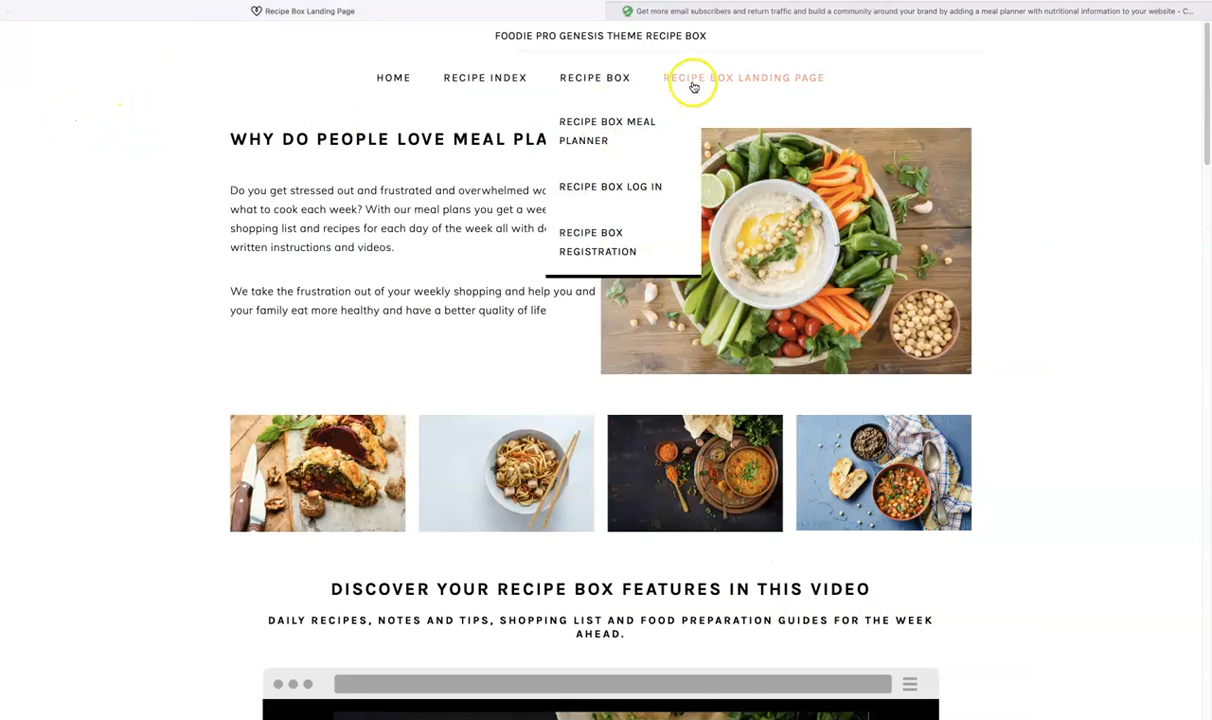 Recipe Box Landing Page
Get more email subscribers and return traffic and build a community around your brand by adding a meal planner with nutritional information to your website - C...
FOODIE PRO GENESIS THEME RECIPE BOX
HOME RECIPE INDEX RECIPE BOX RECIPE BOX LANDING PAGE
RECIPE BOX MEAL
PLANNER
RECIPE BOX LOG IN
RECIPE BOX
REGISTRATION
WHY DO PEOPLE LOVE MEAL PLA
Do you get stressed out and frustrated and overwhelmed wo
what to cook each week? With our meal plans you get a wee
shopping list and recipes for each day of the week all with de
written instructions and videos.
We take the frustration out of your weekly shopping and help you and
your family eat more healthy and have a better quality of life
DISCOVER YOUR RECIPE BOX FEATURES IN THIS VIDEO
DAILY RECIPES, NOTES AND TIPS, SHOPPING LIST AND FOOD PREPARATION GUIDES FOR THE WEEK
AHEAD.